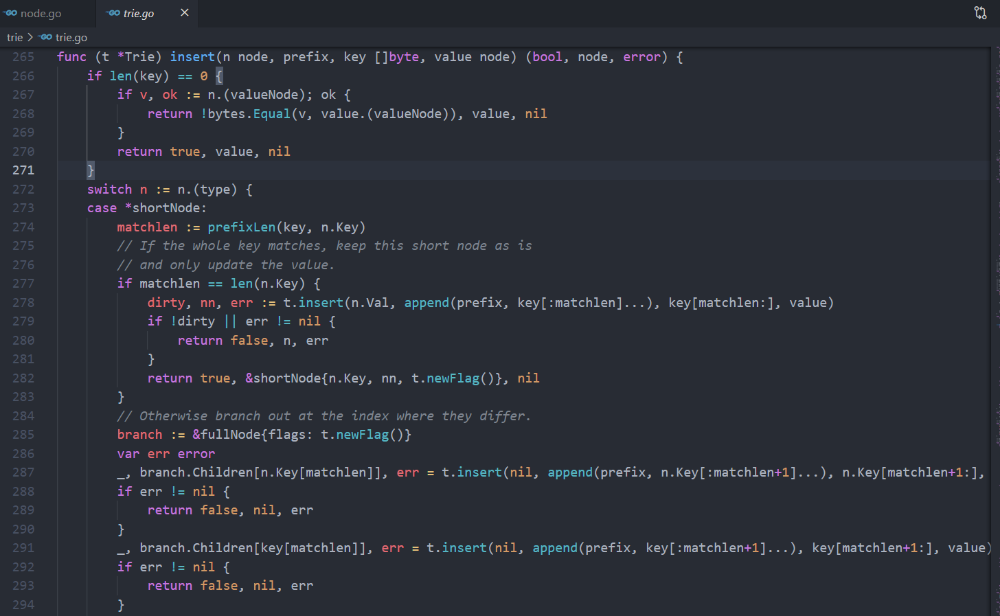 GO node.go GO trie.go ×
trie > GO trie.go
265 func (t *Trie) insert(n node, prefix, key []byte, value node) (bool, node, error) {
266 if len(key) == 0 {
267 if v, ok := n.(valueNode); ok {
268 return !bytes.Equal(v, value.(valueNode)), value, nil
269 }
270 return true, value, nil
271 }
272 switch n := n.(type) {
273 case *shortNode:
274 matchlen := prefixLen(key, n.Key)
275 // If the whole key matches, keep this short node as is
276 // and only update the value.
277 if matchlen == len(n.Key) {
278 dirty, nn, err := t.insert(n.Val, append(prefix, key[:matchlen]...), key[matchlen:], value)
279 if !dirty || err != nil {
280 return false, n, err
281 }
282 return true, &shortNode{n.Key, nn, t.newFlag()}, nil
283 }
284 // Otherwise branch out at the index where they differ.
285 branch := &fullNode{flags: t.newFlag()}
286 var err error
287 _, branch.Children[n.Key[matchlen]], err = t.insert(nil, append(prefix, n.Key[:matchlen+1]...), n.Key[matchlen+1:],
288 if err != nil {
289 return false, nil, err
290 }
291 _, branch.Children[key[matchlen]], err = t.insert(nil, append(prefix, key[:matchlen+1]...), key[matchlen+1:], value)
292 if err != nil {
293 return false, nil, err
294 }